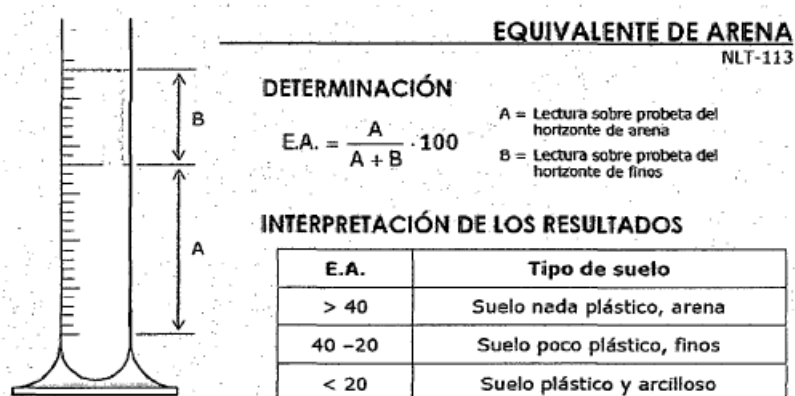 EQUIVALENTE DE ARENA
NLT-113
DETERMINACIÓN
E.A. = A / (A + B) · 100
A = Lectura sobre probeta del
horizonte de arena
B = Lectura sobre probeta del
horizonte de finos
B
A
INTERPRETACIÓN DE LOS RESULTADOS
E.A. Tipo de suelo
> 40 Suelo nada plástico, arena
40 –20 Suelo poco plástico, finos
< 20 Suelo plástico y arcilloso